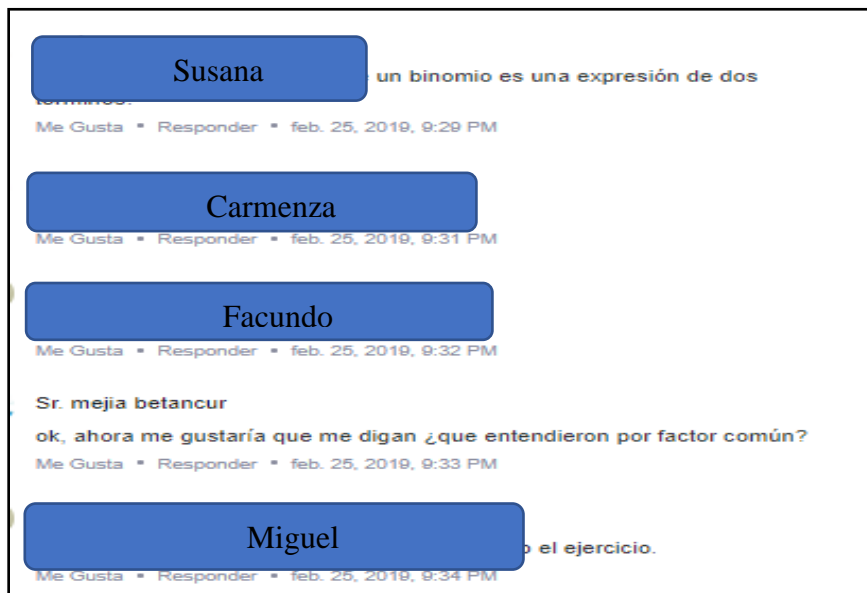 Susana
un binomio es una expresión de dos
términos.
Me Gusta • Responder • feb. 25, 2019, 9:29 PM
Carmenza
Me Gusta • Responder • feb. 25, 2019, 9:31 PM
Facundo
Me Gusta • Responder • feb. 25, 2019, 9:32 PM
Sr. mejia betancur
ok, ahora me gustaría que me digan ¿que entendieron por factor común?
Me Gusta • Responder • feb. 25, 2019, 9:33 PM
Miguel
el ejercicio.
Me Gusta • Responder • feb. 25, 2019, 9:34 PM